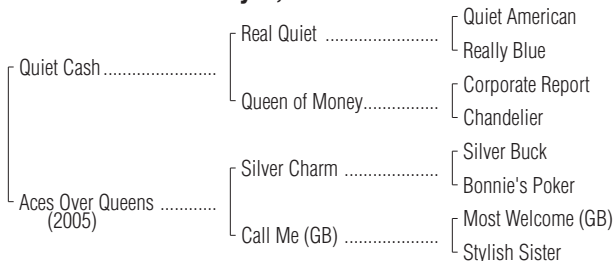 Quiet American
Real Quiet ..................
Really Blue
Quiet Cash ......................
Corporate Report
Queen of Money................
Chandelier
Silver Buck
Silver Charm ...................
Bonnie's Poker
Aces Over Queens ...........
(2005)
Most Welcome (GB)
Call Me (GB) ...................
Stylish Sister